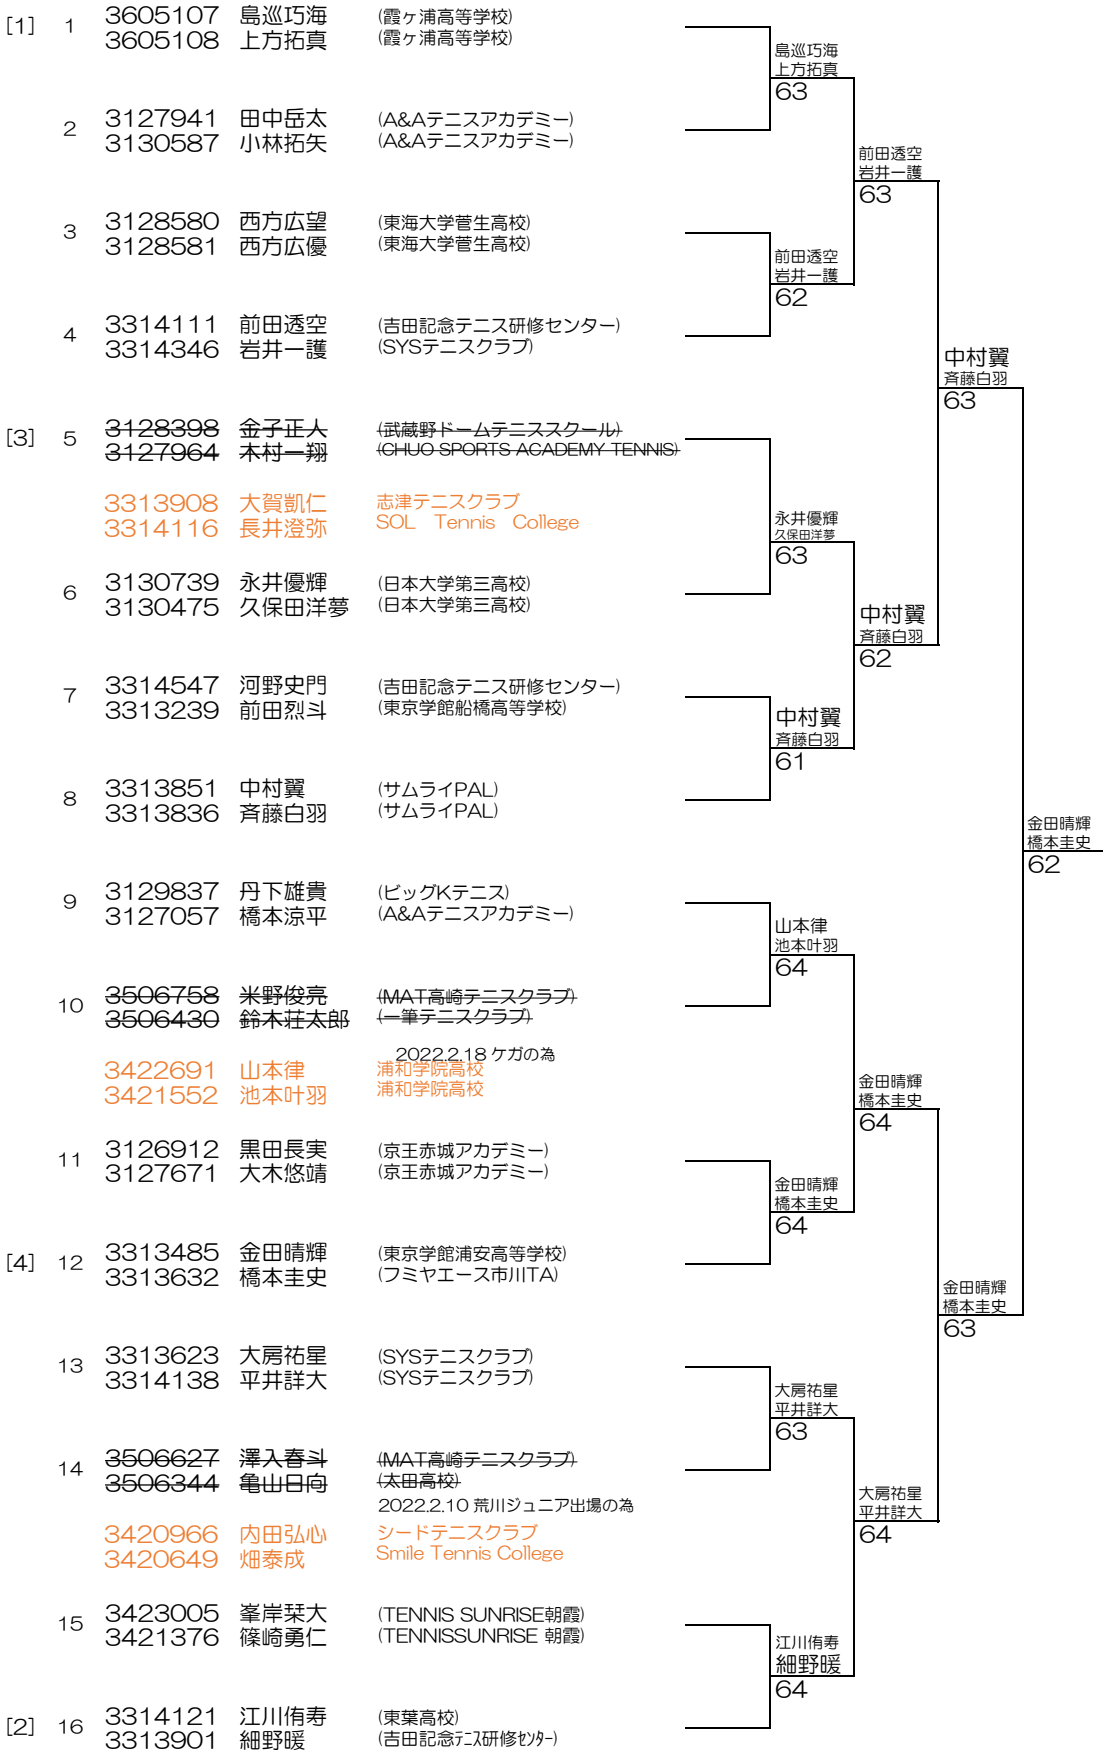 [1] 1 3605107 島巡巧海 (霞ヶ浦高等学校)
3605108 上方拓真 (霞ヶ浦高等学校)
島巡巧海
上方拓真
63
2 3127941 田中岳太 (A&Aテニスアカデミー)
3130587 小林拓矢 (A&Aテニスアカデミー)
前田透空
岩井一護
63
3 3128580 西方広望 (東海大学菅生高校)
3128581 西方広優 (東海大学菅生高校)
前田透空
岩井一護
62
4 3314111 前田透空 (吉田記念テニス研修センター)
3314346 岩井一護 (SYSテニスクラブ)
中村翼
斉藤白羽
63
[3] 5 3128398 金子正人 (武蔵野ドームテニススクール)
3127964 木村一翔 (CHUO SPORTS ACADEMY TENNIS)
3313908 大賀凱仁 志津テニスクラブ
3314116 長井澄弥 SOL Tennis College
永井優輝
久保田洋夢
63
6 3130739 永井優輝 (日本大学第三高校)
3130475 久保田洋夢 (日本大学第三高校)
中村翼
斉藤白羽
62
7 3314547 河野史門 (吉田記念テニス研修センター)
3313239 前田烈斗 (東京学館船橋高等学校)
中村翼
斉藤白羽
61
8 3313851 中村翼 (サムライPAL)
3313836 斉藤白羽 (サムライPAL)
金田晴輝
橋本圭史
62
9 3129837 丹下雄貴 (ビッグKテニス)
3127057 橋本涼平 (A&Aテニスアカデミー)
山本律
池本叶羽
64
10 3506758 米野俊亮 (MAT高崎テニスクラブ)
3506430 鈴木荘太郎 (一筆テニスクラブ)
2022.2.18 ケガの為
3422691 山本律 浦和学院高校
3421552 池本叶羽 浦和学院高校
金田晴輝
橋本圭史
64
11 3126912 黒田長実 (京王赤城アカデミー)
3127671 大木悠靖 (京王赤城アカデミー)
金田晴輝
橋本圭史
64
[4] 12 3313485 金田晴輝 (東京学館浦安高等学校)
3313632 橋本圭史 (フミヤエース市川TA)
金田晴輝
橋本圭史
63
13 3313623 大房祐星 (SYSテニスクラブ)
3314138 平井詳大 (SYSテニスクラブ)
大房祐星
平井詳大
63
14 3506627 澤入春斗 (MAT高崎テニスクラブ)
3506344 亀山日向 (太田高校)
2022.2.10 荒川ジュニア出場の為
3420966 内田弘心 シードテニスクラブ
3420649 畑泰成 Smile Tennis College
大房祐星
平井詳大
64
15 3423005 峯岸栞大 (TENNIS SUNRISE朝霞)
3421376 篠崎勇仁 (TENNISSUNRISE 朝霞)
江川侑寿
細野暖
64
[2] 16 3314121 江川侑寿 (東葉高校)
3313901 細野暖 (吉田記念ﾃﾆｽ研修ｾﾝﾀｰ)